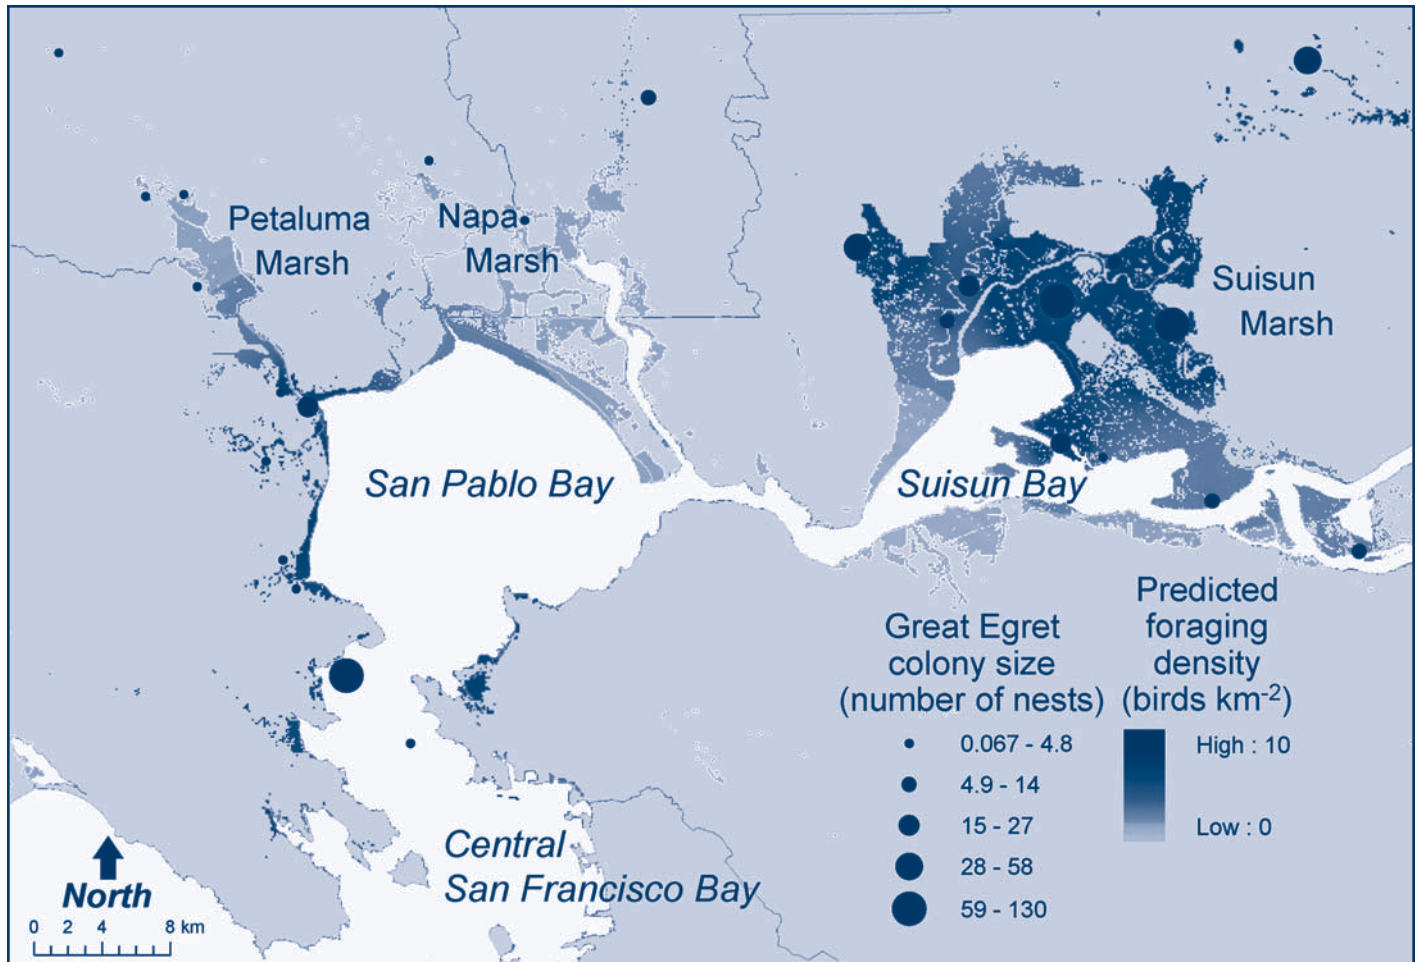 Petaluma
Marsh
Napa
Marsh
Suisun
Marsh
San Pablo Bay
Suisun Bay
Central
San Francisco Bay
North
0 2 4 8 km
Great Egret
colony size
(number of nests)
0.067 - 4.8
4.9 - 14
15 - 27
28 - 58
59 - 130
Predicted
foraging
density
(birds km-2)
High : 10
Low : 0